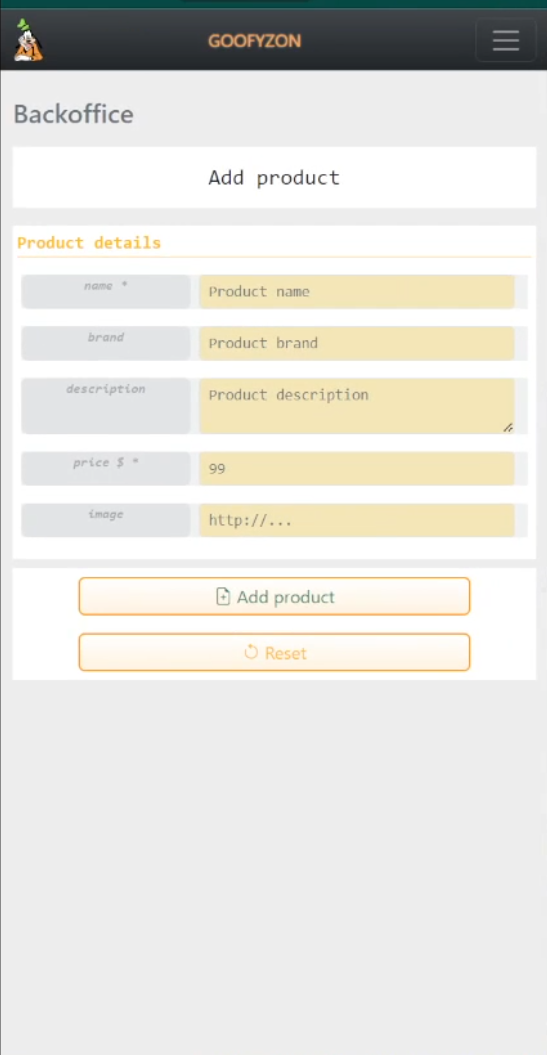 GOOFYZON
Backoffice
Add product
Product details
name *
Product name
brand
Product brand
description
Product description
price $ *
99
image
http://...
Add product
Reset